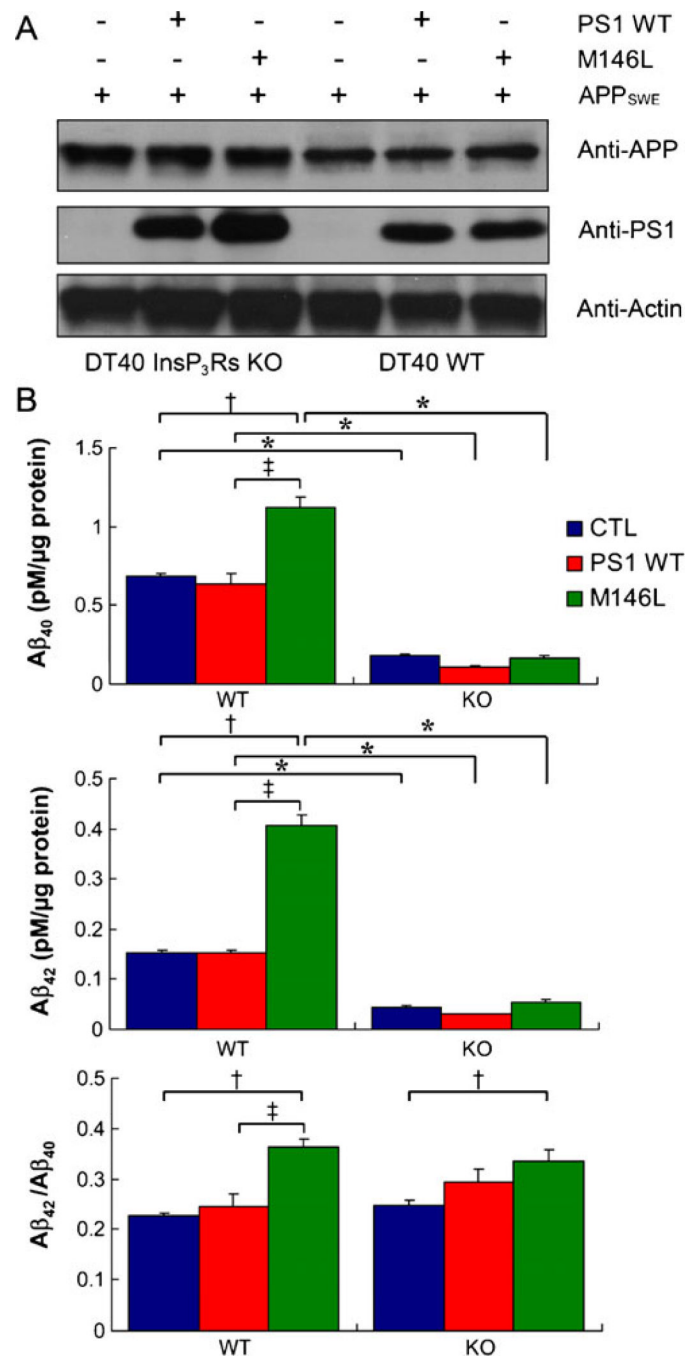 A
- + - - + - PS1 WT
- - + - - + M146L
+ + + + + + APPSWE
Anti-APP
Anti-PS1
Anti-Actin
DT40 InsP₃Rs KO DT40 WT
B
† *
* *
‡
1.5
1
0.5
0
Aβ₄₀ (pM/µg protein)
WT KO
CTL
PS1 WT
M146L
† *
* *
‡
0.5
0.4
0.3
0.2
0.1
0
Aβ₄₂ (pM/µg protein)
WT KO
† †
‡
0.5
0.4
0.3
0.2
0.1
0
Aβ₄₂/Aβ₄₀
WT KO